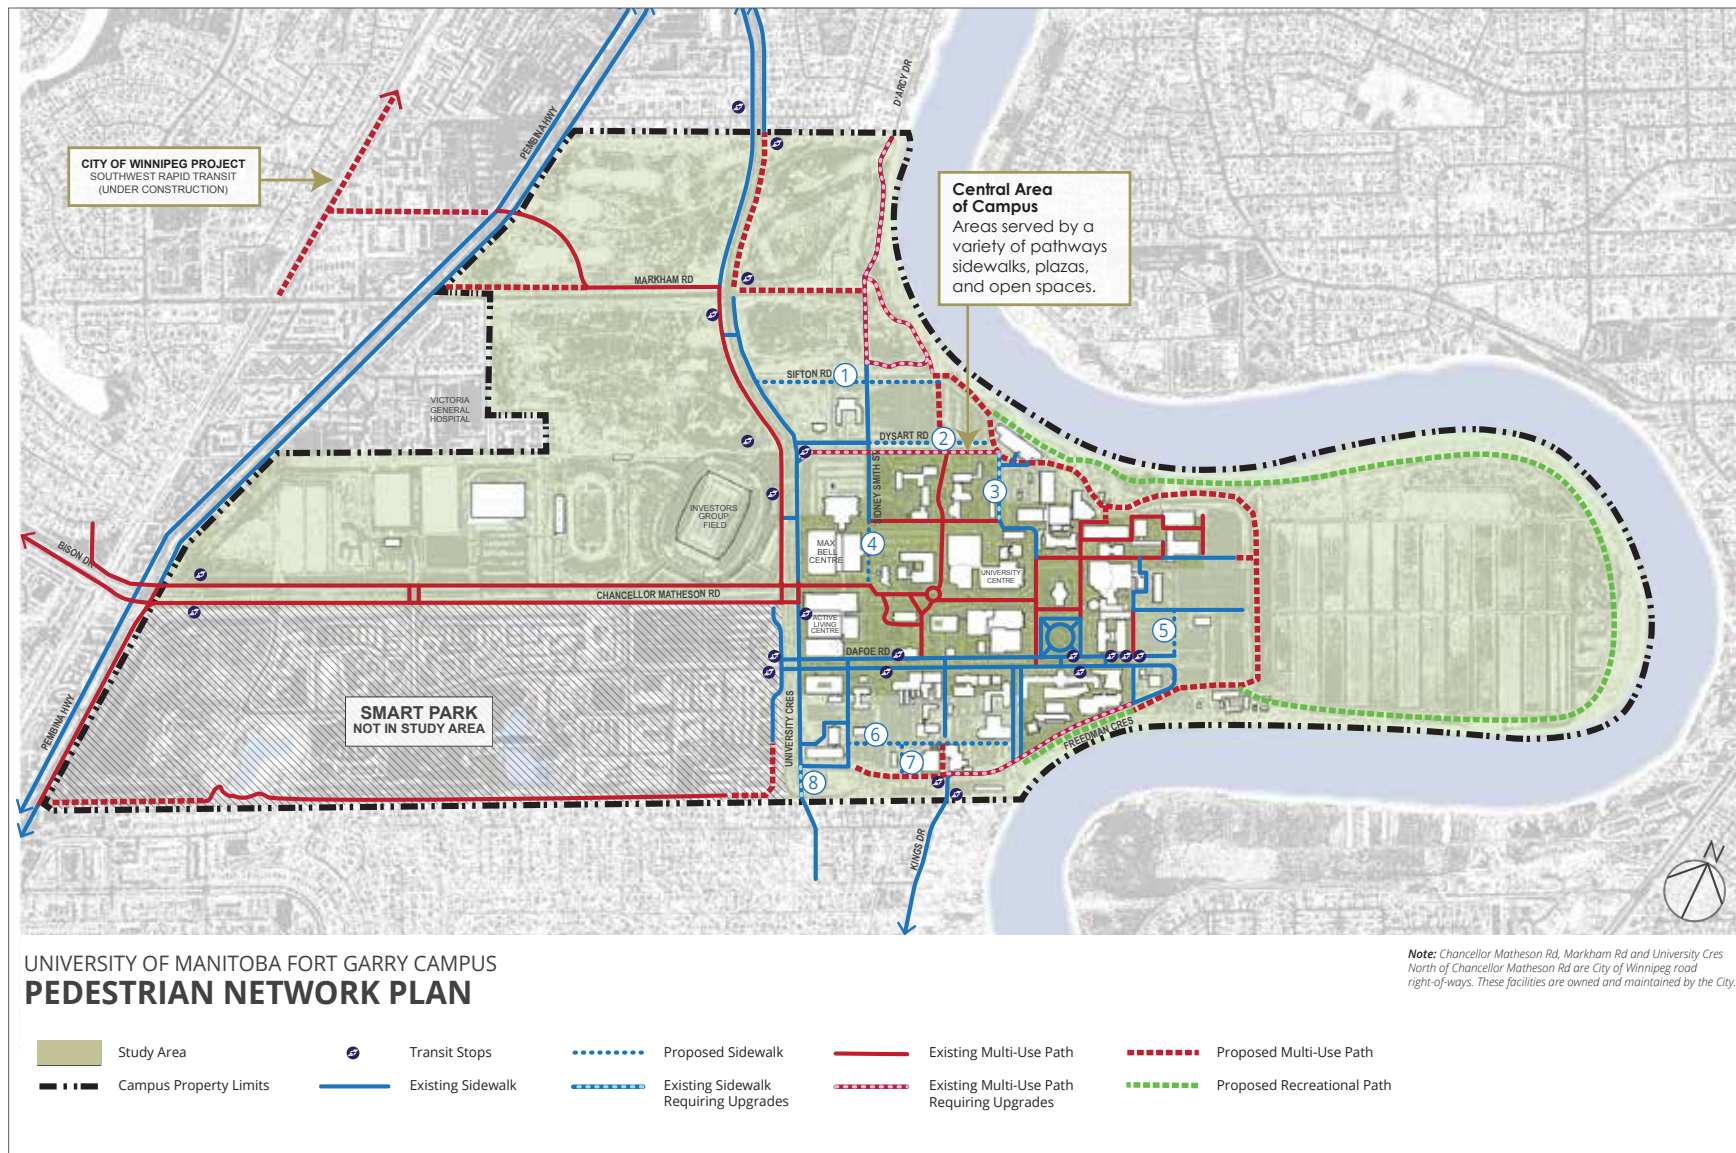 D'ARCY DR
PEMBINA HWY
CITY OF WINNIPEG PROJECT
SOUTHWEST RAPID TRANSIT
(UNDER CONSTRUCTION)
Central Area
of Campus
Areas served by a
variety of pathways
sidewalks, plazas,
and open spaces.
MARKHAM RD
SIFTON RD
1
VICTORIA
GENERAL
HOSPITAL
DYSART RD
2
SIDNEY SMITH ST
3
INVESTORS
GROUP
FIELD
4
MAX
BELL
CENTRE
UNIVERSITY
CENTRE
BISON DR
CHANCELLOR MATHESON RD
ACTIVE
LIVING
CENTRE
5
DAFOE RD
SMART PARK
NOT IN STUDY AREA
PEMBINA HWY
UNIVERSITY CRES
6
FREEDMAN CRES
7
8
KINGS DR
N
UNIVERSITY OF MANITOBA FORT GARRY CAMPUS
PEDESTRIAN NETWORK PLAN
Note: Chancellor Matheson Rd, Markham Rd and University Cres
North of Chancellor Matheson Rd are City of Winnipeg road
right-of-ways. These facilities are owned and maintained by the City.
Study Area
Transit Stops
Proposed Sidewalk
Existing Multi-Use Path
Proposed Multi-Use Path
Campus Property Limits
Existing Sidewalk
Existing Sidewalk
Requiring Upgrades
Existing Multi-Use Path
Requiring Upgrades
Proposed Recreational Path